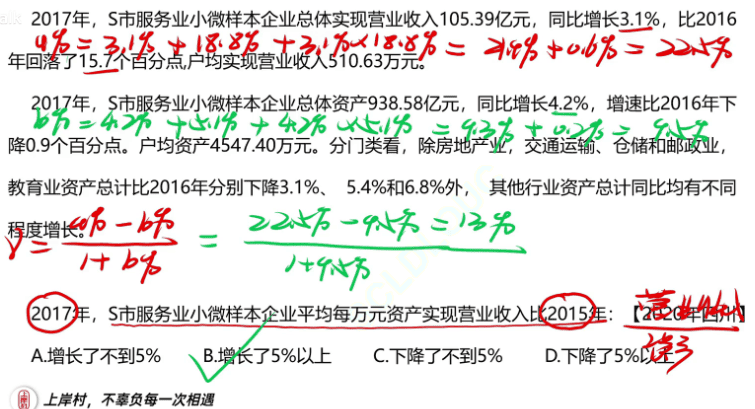 2017年，S市服务业小微样本企业总体实现营业收入105.39亿元，同比增长3.1%，比2016
a% = 3.1% + 18.8% + 3.1%×18.8% = 21.9% + 0.6% = 22.5%
年回落了15.7个百分点,户均实现营业收入510.63万元。
2017年，S市服务业小微样本企业总体资产938.58亿元，同比增长4.2%，增速比2016年下
b% = 4.2% + 5.1% + 4.2%×5.1% = 9.3% + 0.2% = 9.5%
降0.9个百分点。户均资产4547.40万元。分门类看，除房地产业，交通运输、仓储和邮政业，
教育业资产总计比2016年分别下降3.1%、 5.4%和6.8%外， 其他行业资产总计同比均有不同
程度增长。
r = a% − b% / 1 + b% = 22.5% − 9.5% = 13% / 1 + 9.5%
2017年，S市服务业小微样本企业平均每万元资产实现营业收入比2015年：【2020年四川】
A.增长了不到5% B.增长了5%以上 C.下降了不到5% D.下降了5%以上
上岸村，不辜负每一次相遇